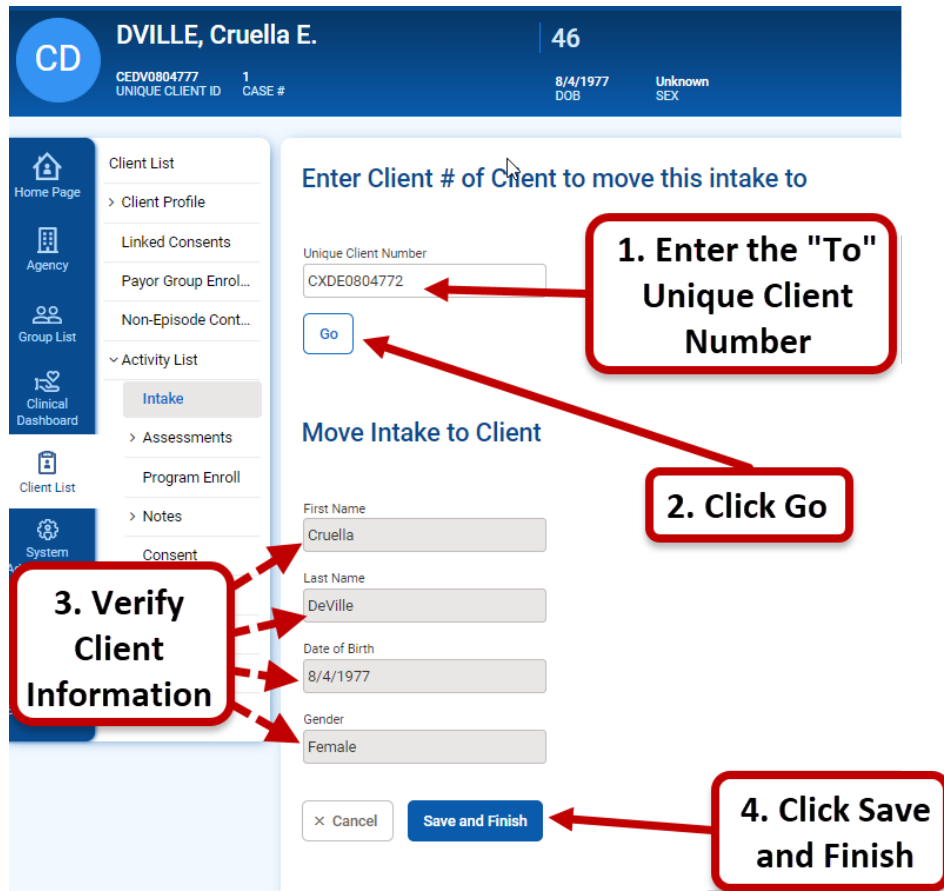 CD
DVILLE, Cruella E.
46
CEDV0804777
UNIQUE CLIENT ID
1
CASE #
8/4/1977
DOB
Unknown
SEX
Home Page
Agency
Group List
Clinical
Dashboard
Client List
System
Client List
Client Profile
Linked Consents
Payor Group Enrol...
Non-Episode Cont...
Activity List
Intake
Assessments
Program Enroll
Notes
Consent
Enter Client # of Client to move this intake to
Unique Client Number
CXDE0804772
Go
Move Intake to Client
First Name
Cruella
Last Name
DeVille
Date of Birth
8/4/1977
Gender
Female
Cancel
Save and Finish
1. Enter the "To"
Unique Client
Number
2. Click Go
3. Verify
Client
Information
4. Click Save
and Finish